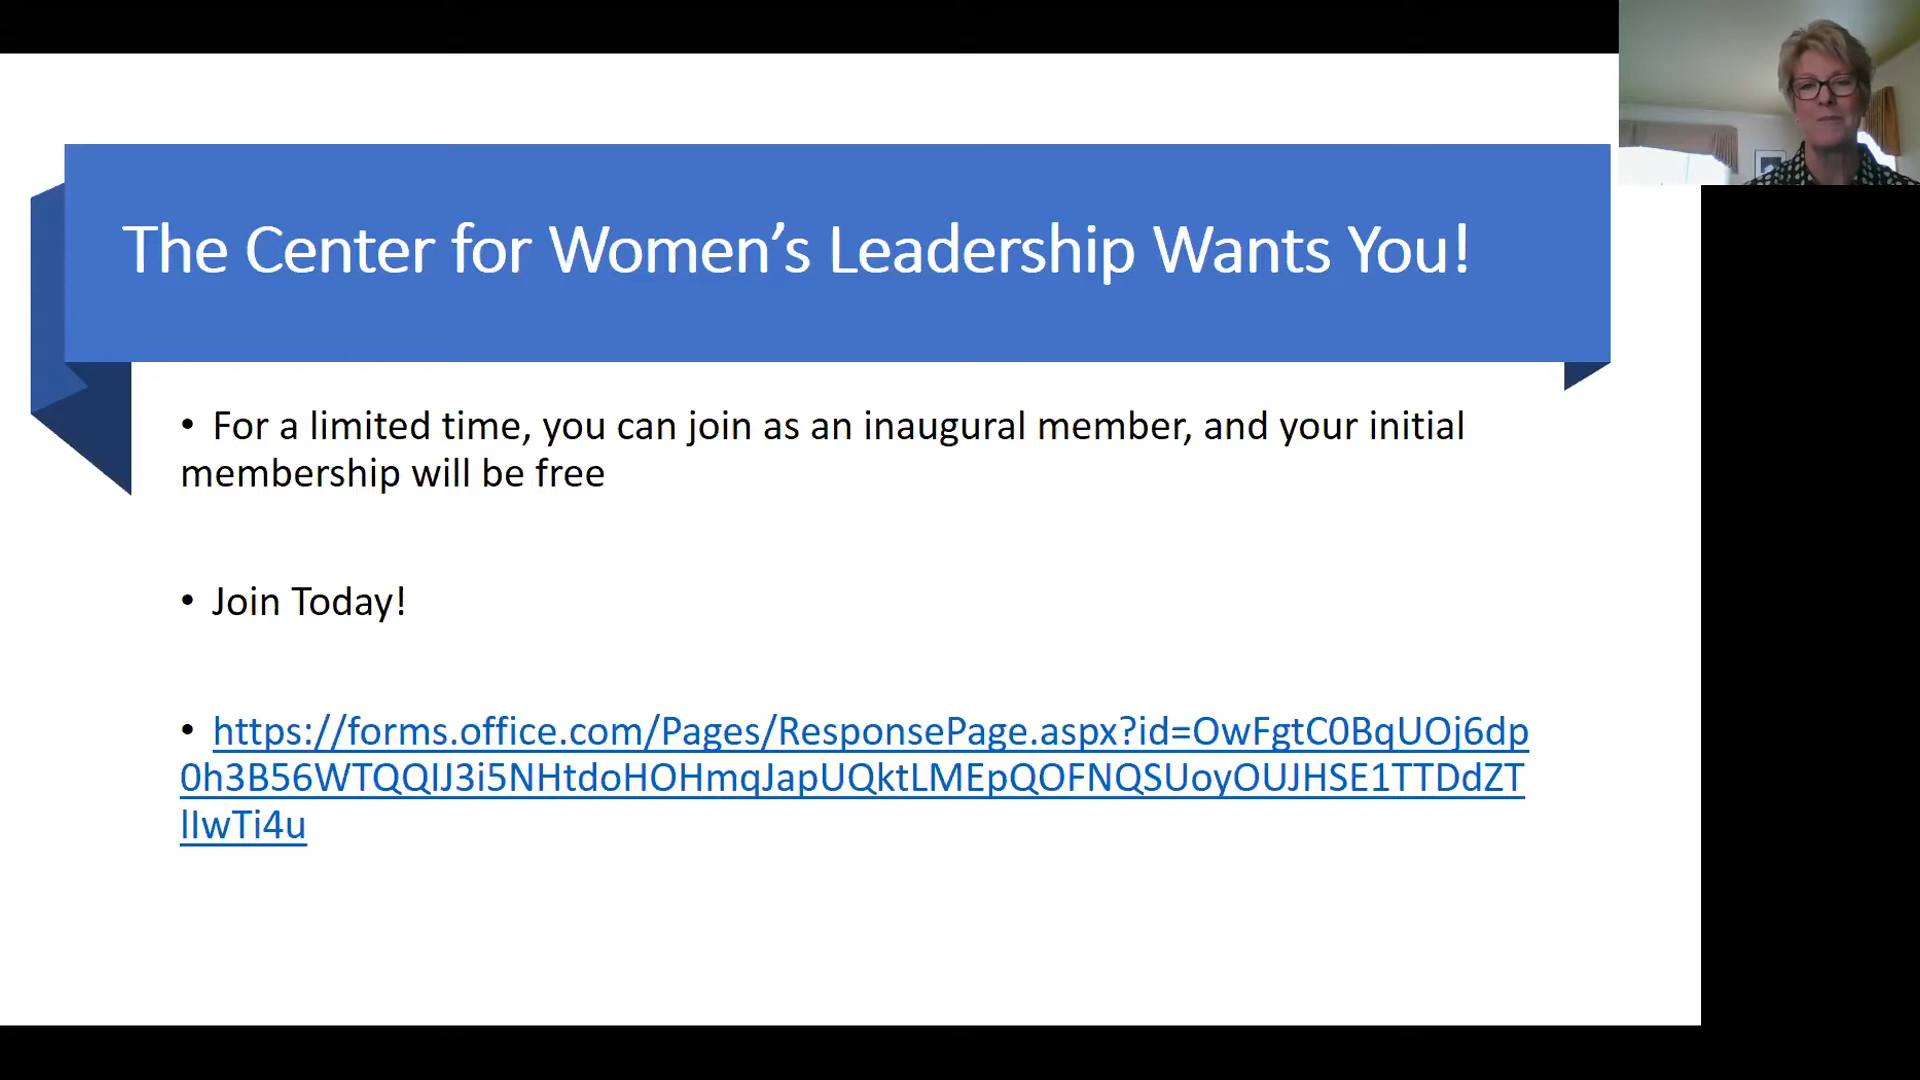 The Center for Women’s Leadership Wants You!
• For a limited time, you can join as an inaugural member, and your initial
membership will be free
• Join Today!
• https://forms.office.com/Pages/ResponsePage.aspx?id=OwFgtC0BqUOj6dp
0h3B56WTQQIJ3i5NHtdoHOHmqJapUQktLMEpQOFNQSUoyOUJHSE1TTDdZT
lIwTi4u